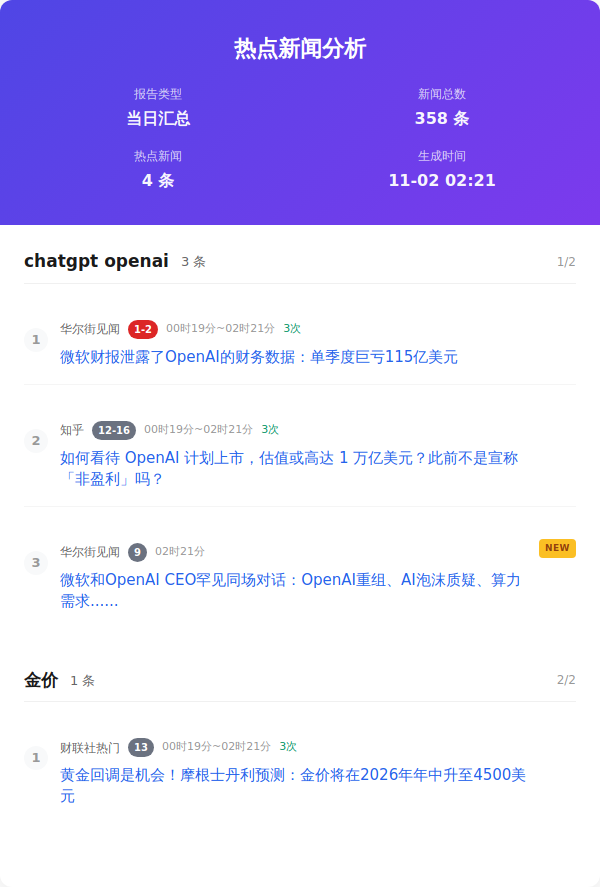 热点新闻分析
报告类型
新闻总数
当日汇总
358 条
热点新闻
生成时间
4 条
11-02 02:21
chatgpt openai 3 条 1/2
1 华尔街见闻 1-2 00时19分~02时21分 3次
微软财报泄露了OpenAI的财务数据：单季度巨亏115亿美元
2 知乎 12-16 00时19分~02时21分 3次
如何看待 OpenAI 计划上市，估值或高达 1 万亿美元？此前不是宣称
「非盈利」吗？
3 华尔街见闻 9 02时21分 NEW
微软和OpenAI CEO罕见同场对话：OpenAI重组、AI泡沫质疑、算力
需求……
金价 1 条 2/2
1 财联社热门 13 00时19分~02时21分 3次
黄金回调是机会！摩根士丹利预测：金价将在2026年年中升至4500美
元